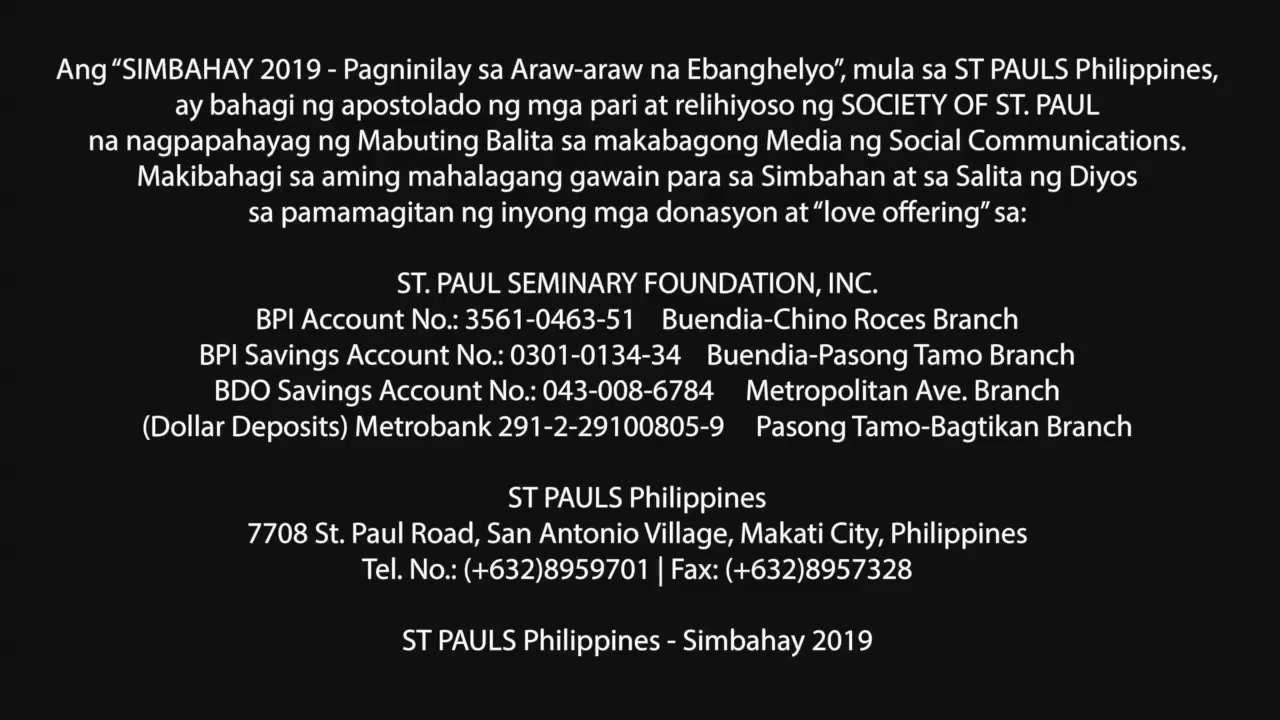 Ang “SIMBAHAY 2019 - Pagninilay sa Araw-araw na Ebanghelyo”, mula sa ST PAULS Philippines,
ay bahagi ng apostolado ng mga pari at relihiyoso ng SOCIETY OF ST. PAUL
na nagpapahayag ng Mabuting Balita sa makabagong Media ng Social Communications.
Makibahagi sa aming mahalagang gawain para sa Simbahan at sa Salita ng Diyos
sa pamamagitan ng inyong mga donasyon at “love offering” sa:
ST. PAUL SEMINARY FOUNDATION, INC.
BPI Account No.: 3561-0463-51 Buendia-Chino Roces Branch
BPI Savings Account No.: 0301-0134-34 Buendia-Pasong Tamo Branch
BDO Savings Account No.: 043-008-6784 Metropolitan Ave. Branch
(Dollar Deposits) Metrobank 291-2-29100805-9 Pasong Tamo-Bagtikan Branch
ST PAULS Philippines
7708 St. Paul Road, San Antonio Village, Makati City, Philippines
Tel. No.: (+632)8959701 | Fax: (+632)8957328
ST PAULS Philippines - Simbahay 2019